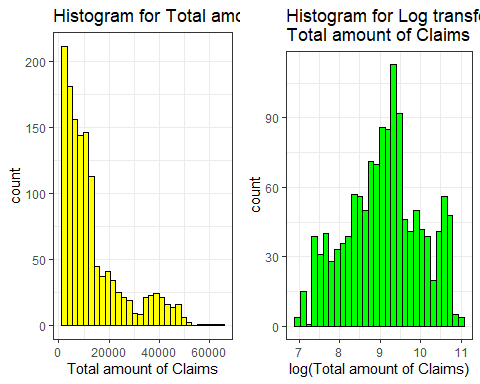 Histogram for Total amo
200
150
100
50
0
count
0 20000 40000 60000
Total amount of Claims
Histogram for Log transfe
Total amount of Claims
90
60
30
0
count
7 8 9 10 11
log(Total amount of Claims)